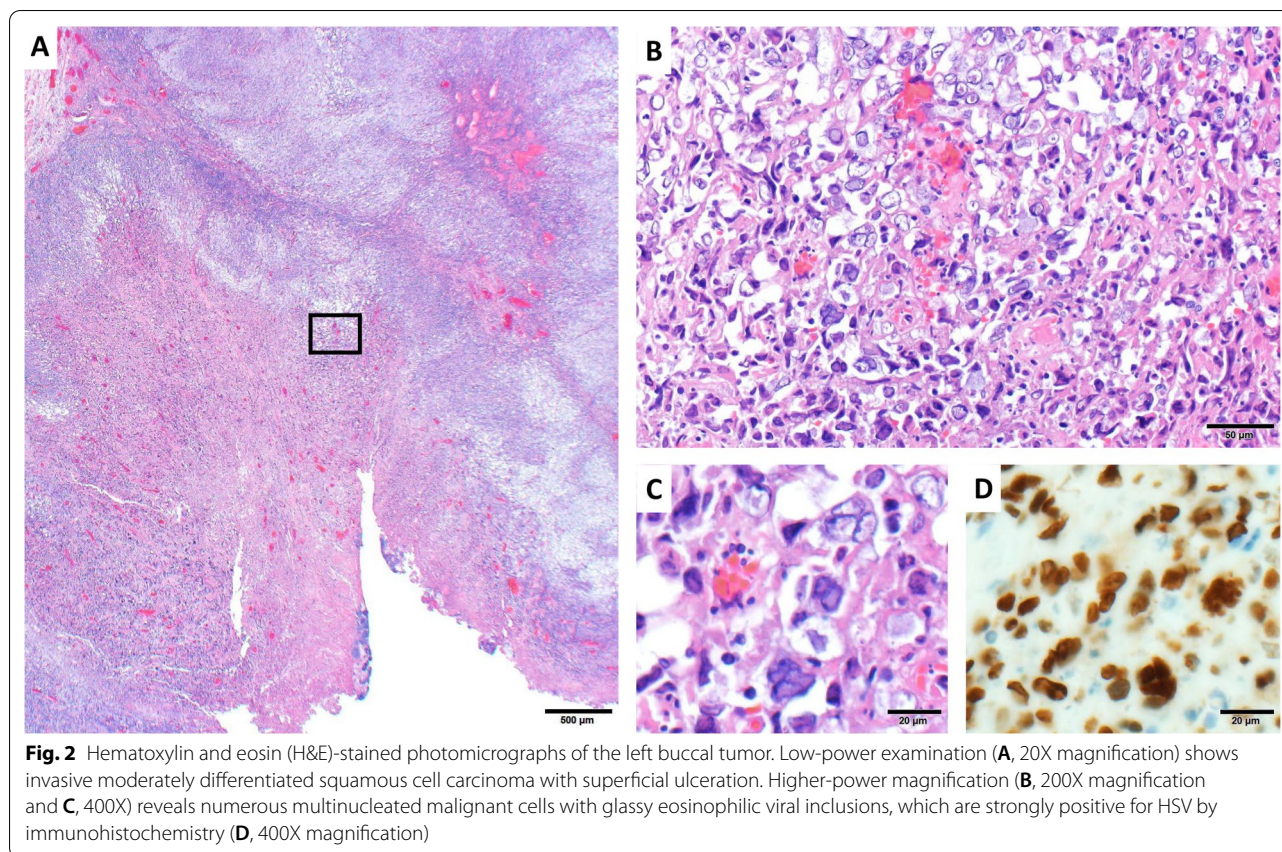 A
B
500 µm
50 µm
C
D
20 µm
20 µm
Fig. 2 Hematoxylin and eosin (H&E)-stained photomicrographs of the left buccal tumor. Low-power examination (A, 20X magnification) shows
invasive moderately differentiated squamous cell carcinoma with superficial ulceration. Higher-power magnification (B, 200X magnification
and C, 400X) reveals numerous multinucleated malignant cells with glassy eosinophilic viral inclusions, which are strongly positive for HSV by
immunohistochemistry (D, 400X magnification)